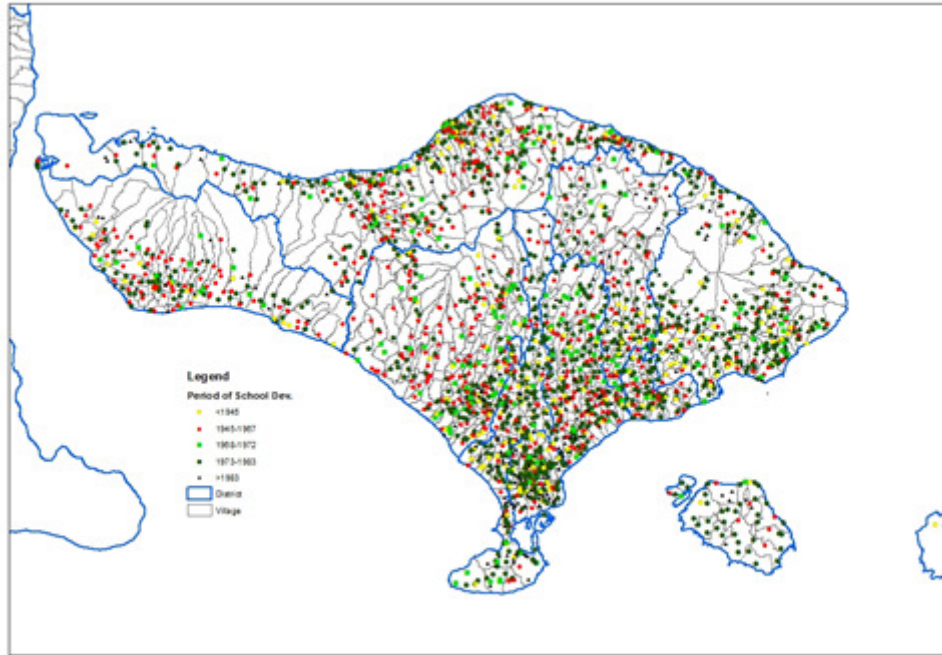 Legend
Period of School Dev.
<1945
1945-1967
1968-1972
1973-1983
>1983
District
Village